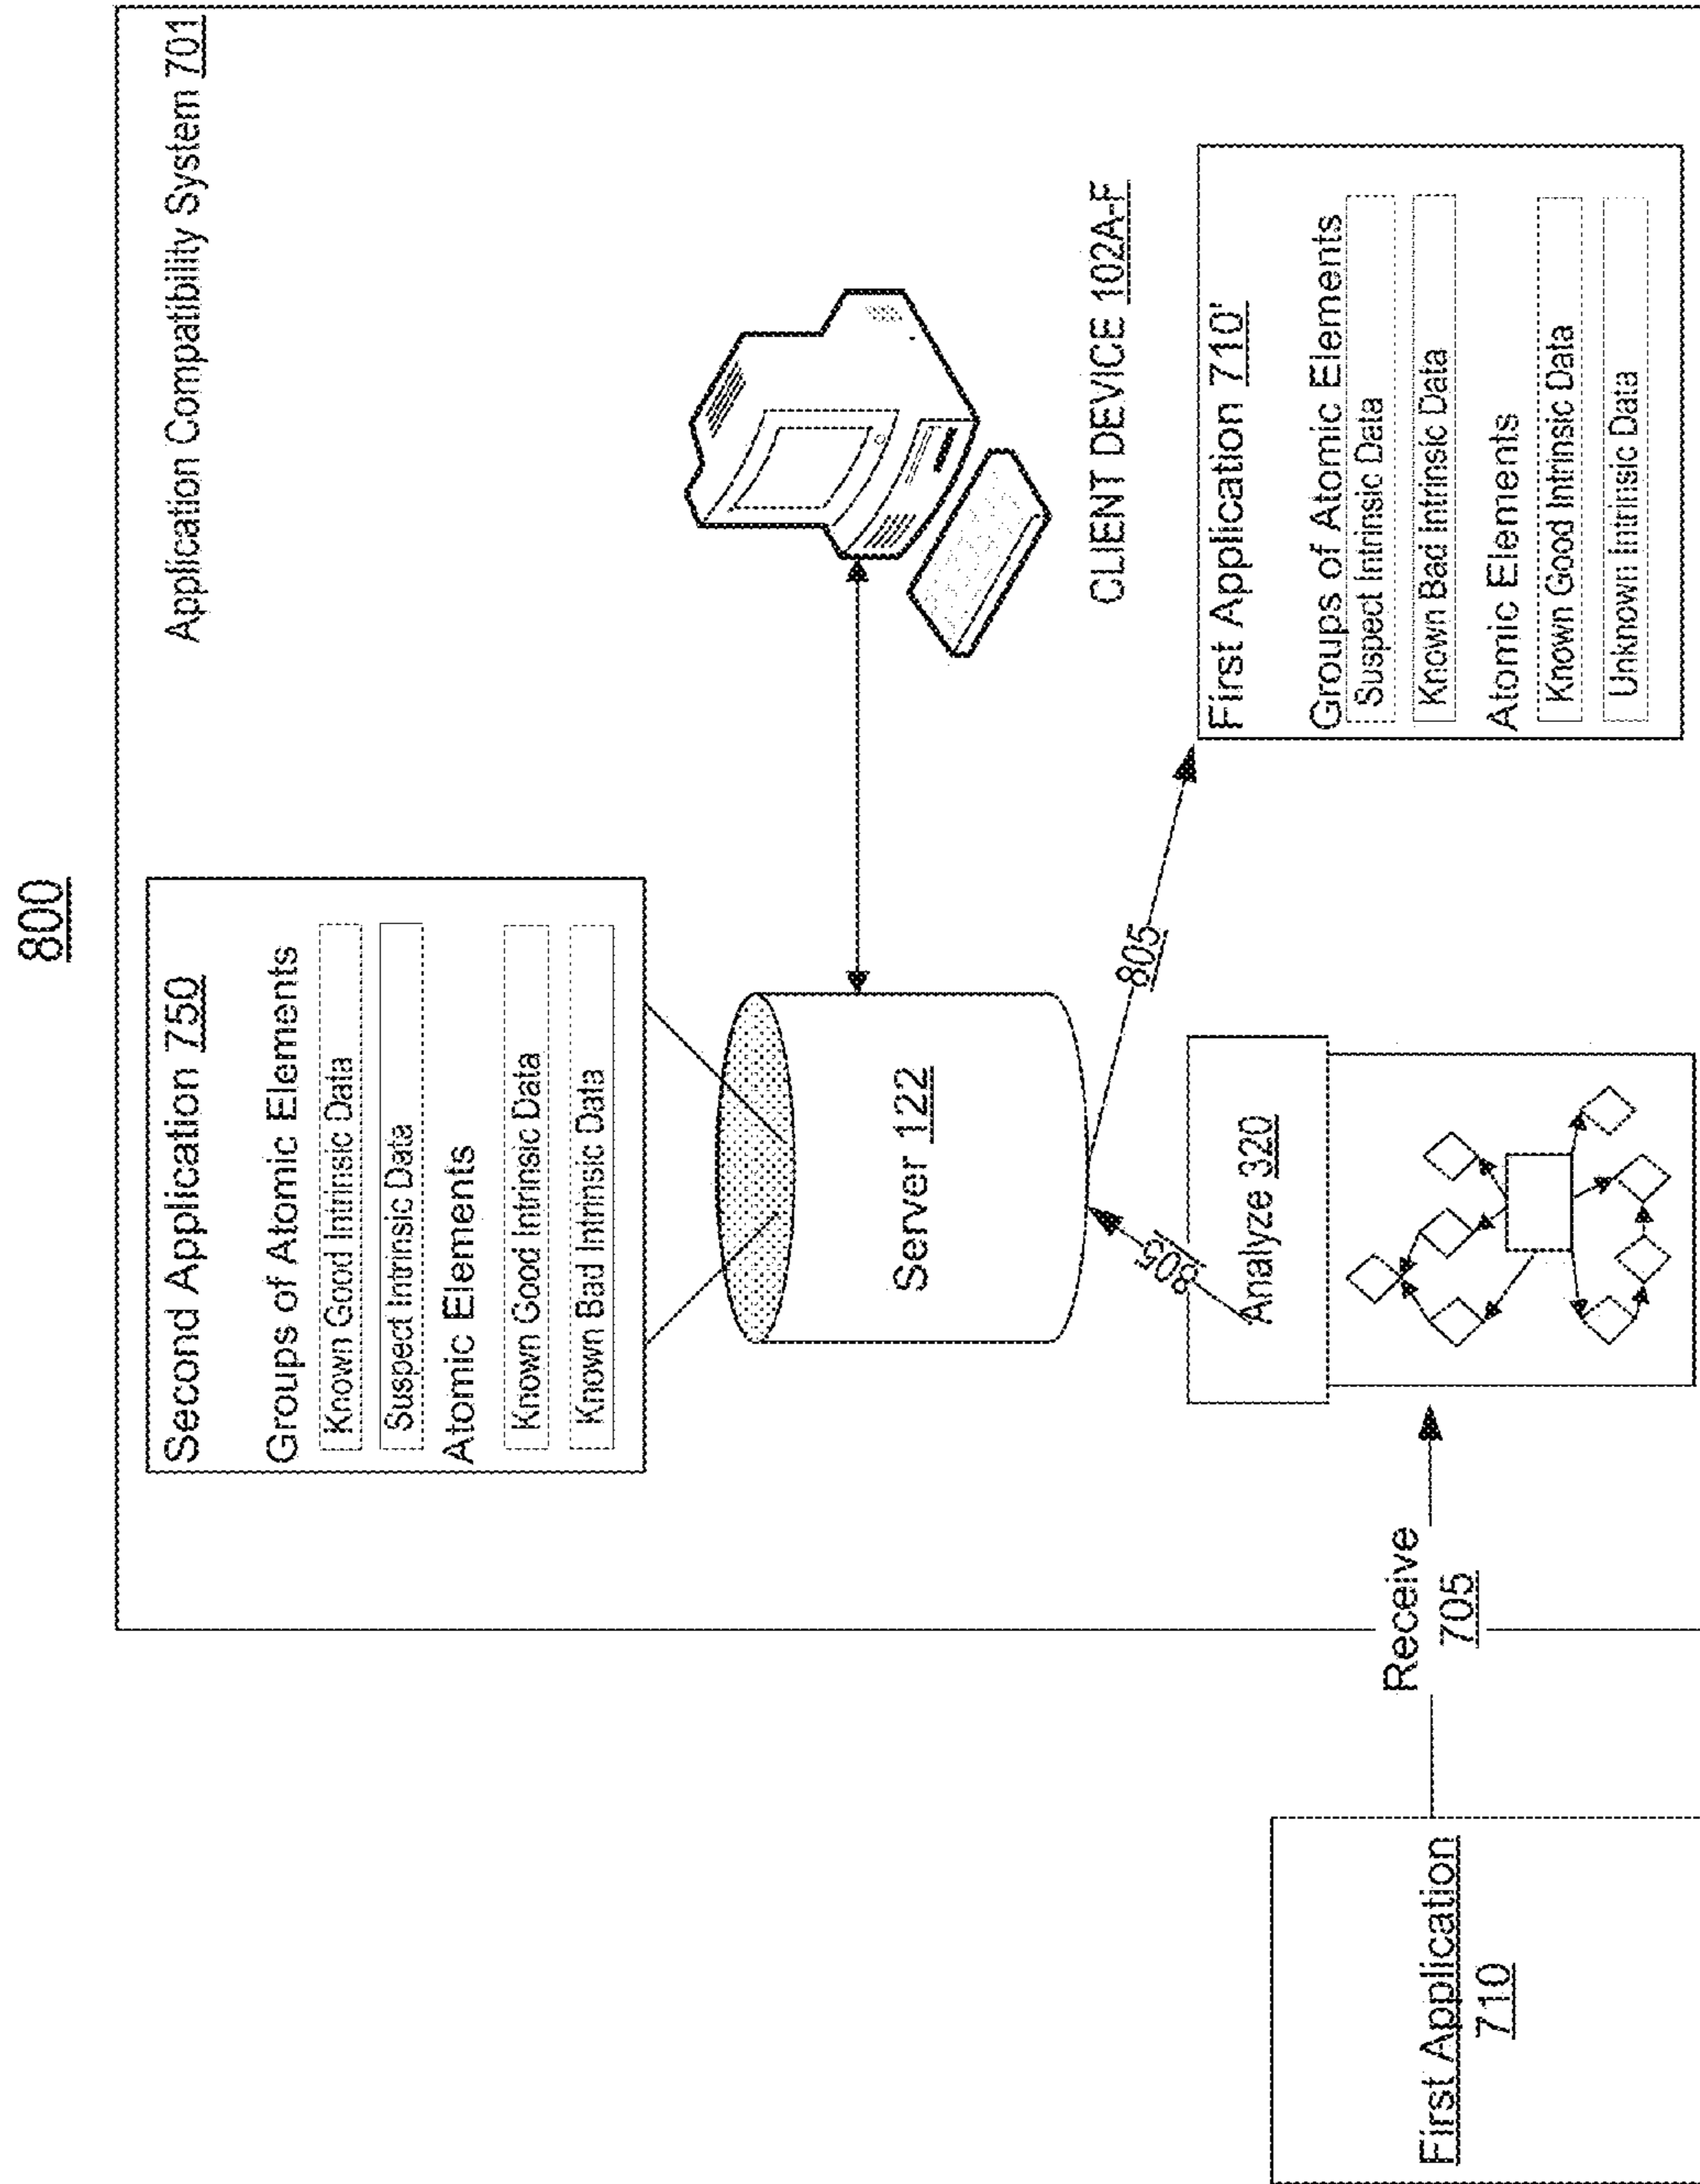 800
Application Compatibility System 701
Second Application 750
Groups of Atomic Elements
Known Good Intrinsic Data
Suspect Intrinsic Data
Atomic Elements
Known Good Intrinsic Data
Known Bad Intrinsic Data
Server 122
CLIENT DEVICE 102A-F
805
805
Analyze 320
First Application 710'
Groups of Atomic Elements
Suspect Intrinsic Data
Known Bad Intrinsic Data
Atomic Elements
Known Good Intrinsic Data
Unknown Intrinsic Data
Receive
705
First Application
710